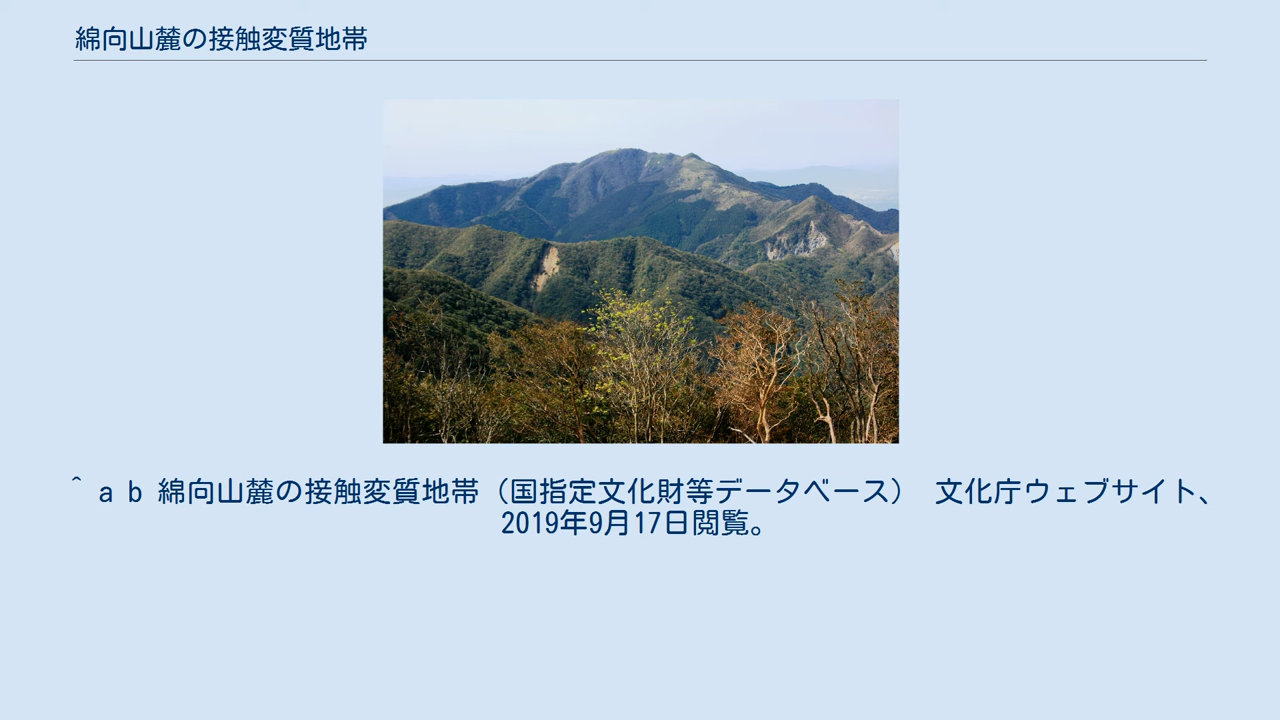 綿向山麓の接触変質地帯
^ a b 綿向山麓の接触変質地帯（国指定文化財等データベース） 文化庁ウェブサイト、
2019年9月17日閲覧。